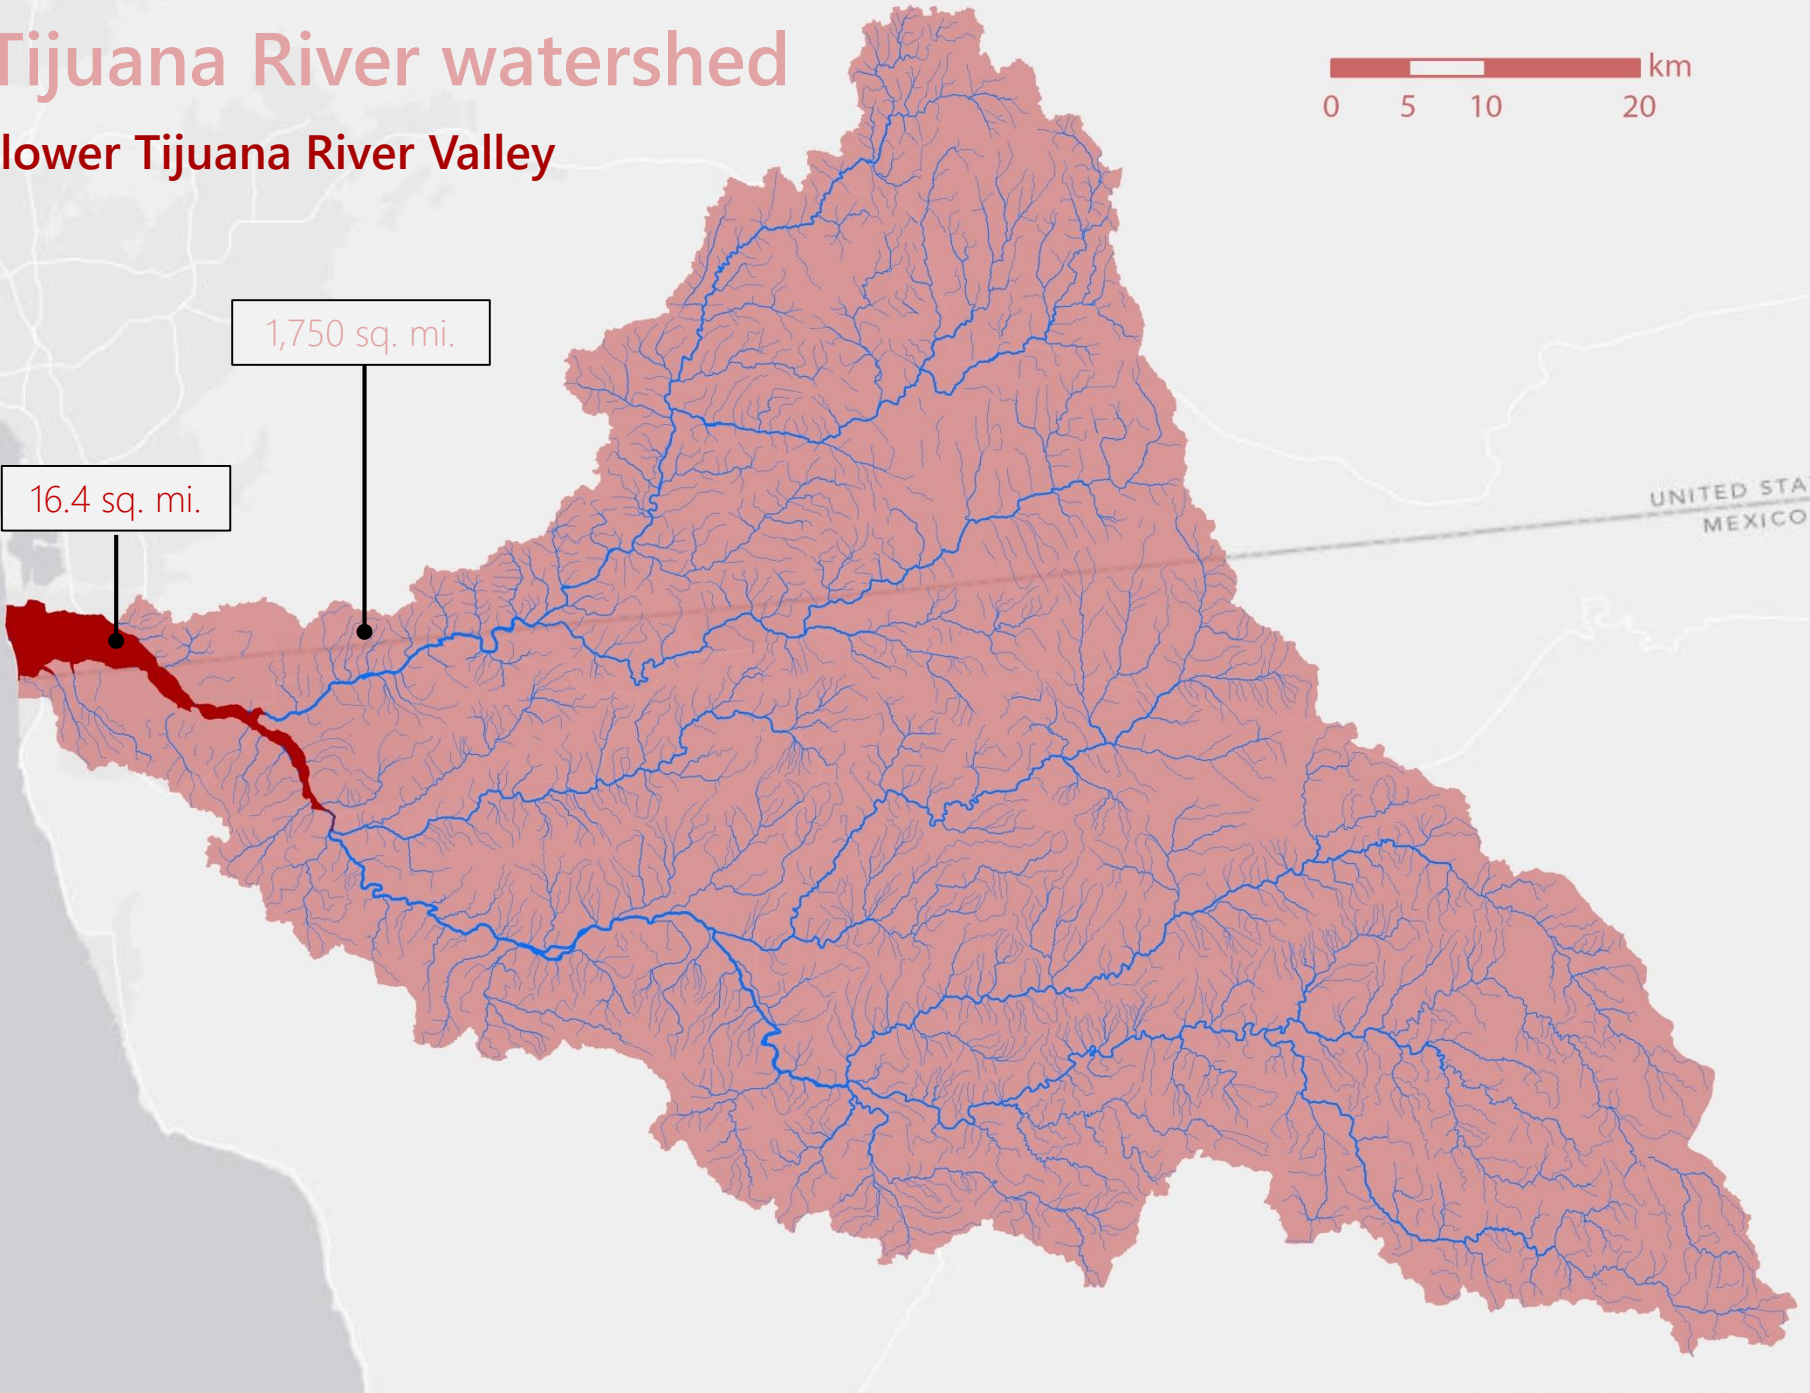 Tijuana River watershed
lower Tijuana River Valley
km
0 5 10 20
1,750 sq. mi.
16.4 sq. mi.
UNITED STA
MEXICO